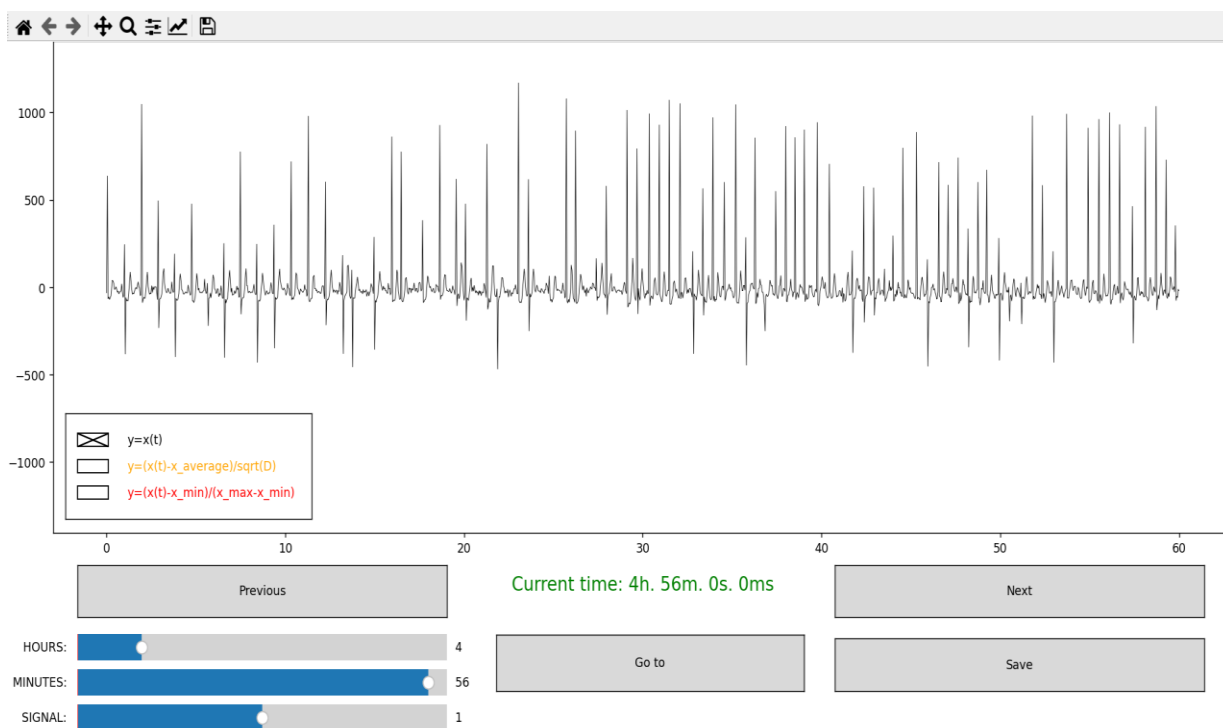 1000
500
0
−500
−1000
y=x(t)
y=(x(t)-x_average)/sqrt(D)
y=(x(t)-x_min)/(x_max-x_min)
0 10 20 30 40 50 60
Previous
Current time: 4h. 56m. 0s. 0ms
Next
HOURS: 4
Go to
Save
MINUTES: 56
SIGNAL: 1